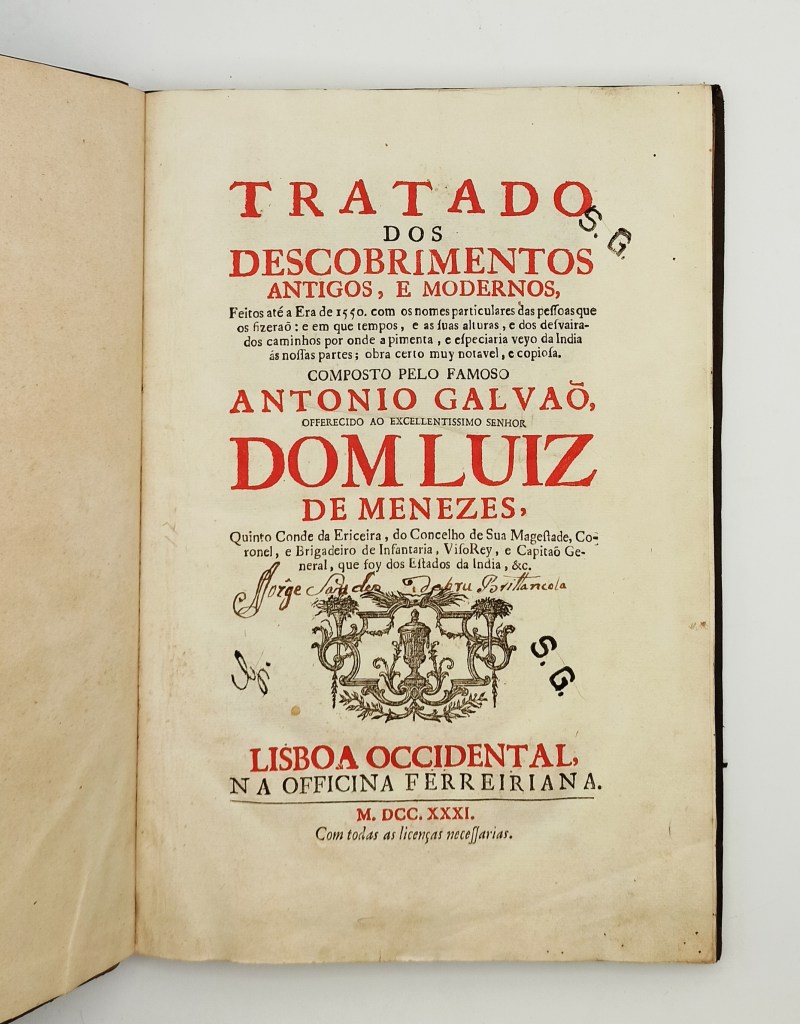 TRATADO
S. G.
DOS
DESCOBRIMENTOS
ANTIGOS, E MODERNOS,
Feitos até a Era de 1550. com os nomes particulares das peſſoas que
os fizeraõ: e em que tempos, e as ſuas alturas, e dos deſvaira-
dos caminhos por onde a pimenta, e eſpeciaria veyo da India
ás noſſas partes; obra certo muy notavel, e copioſa.
COMPOSTO PELO FAMOSO
ANTONIO GALVAÕ,
OFFERECIDO AO EXCELLENTISSIMO SENHOR
DOM LUIZ
DE MENEZES,
Quinto Conde da Ericeira, do Concelho de Sua Mageſtade, Co-
ronel, e Brigadeiro de Infantaria, ViſoRey, e Capitaõ Ge-
neral, que foy dos Eſtados da India, &c.
Jorge
S. G.
LISBOA OCCIDENTAL,
NA OFFICINA FERREIRIANA.
M. DCC. XXXI.
Com todas as licenças neceſſarias.